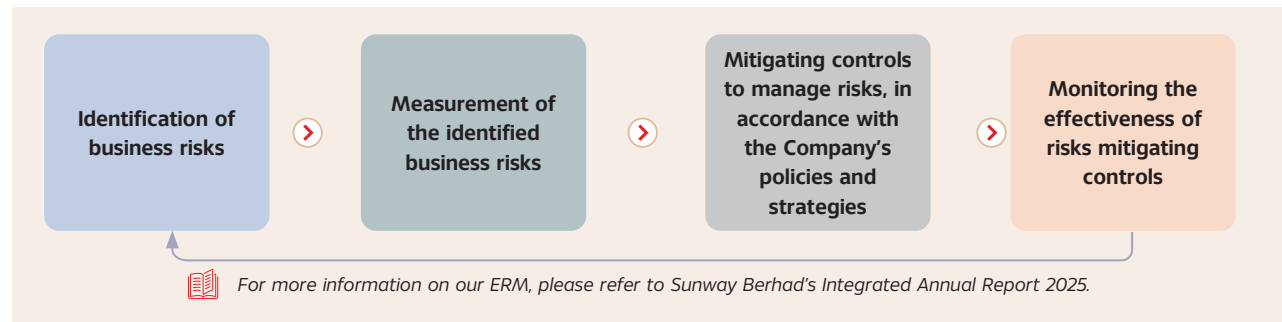 Identification of
business risks
Measurement of
the identified
business risks
Mitigating controls
to manage risks, in
accordance with
the Company's
policies and
strategies
Monitoring the
effectiveness of
risks mitigating
controls
For more information on our ERM, please refer to Sunway Berhad's Integrated Annual Report 2025.